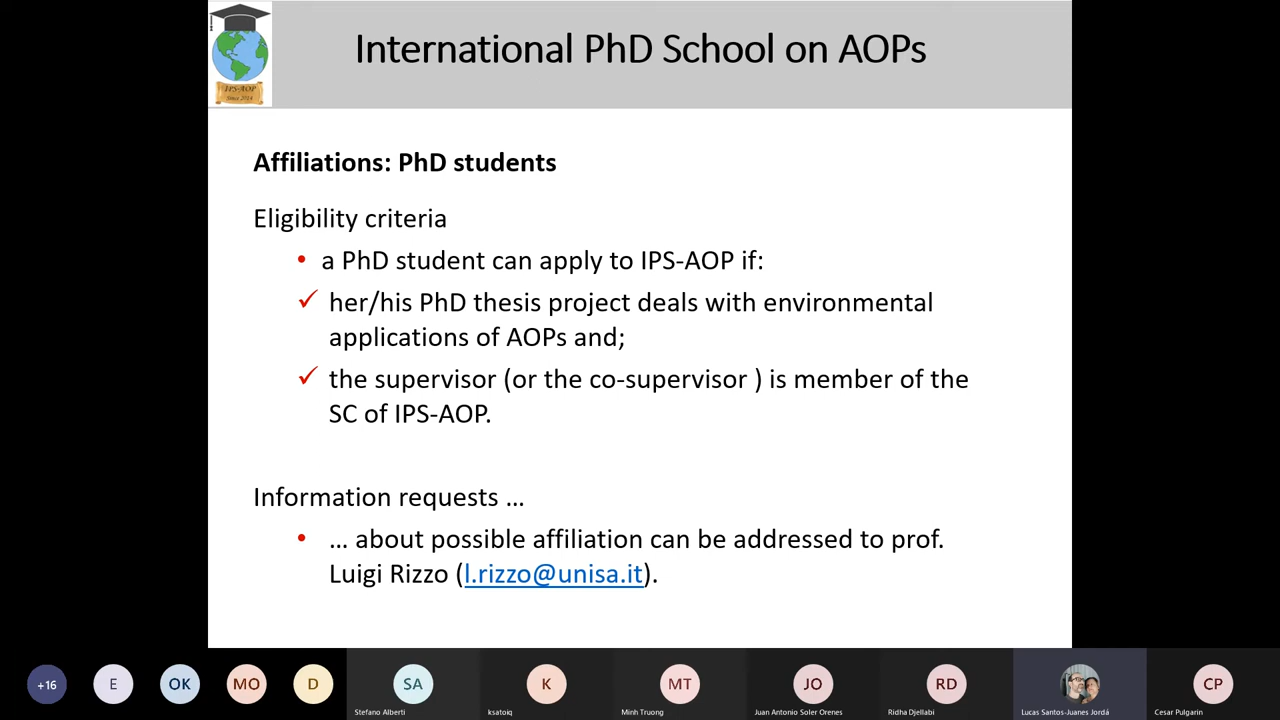 IPS-AOP
Since 2014
International PhD School on AOPs
Affiliations: PhD students
Eligibility criteria
• a PhD student can apply to IPS-AOP if:
✓ her/his PhD thesis project deals with environmental
applications of AOPs and;
✓ the supervisor (or the co-supervisor ) is member of the
SC of IPS-AOP.
Information requests …
• … about possible affiliation can be addressed to prof.
Luigi Rizzo (l.rizzo@unisa.it).
+16 E OK MO D SA K MT JO RD CP
Stefano Alberti ksatoiq Minh Truong Juan Antonio Soler Orenes Ridha Djellabi Lucas Santos-Juanes Jordá Cesar Pulgarin